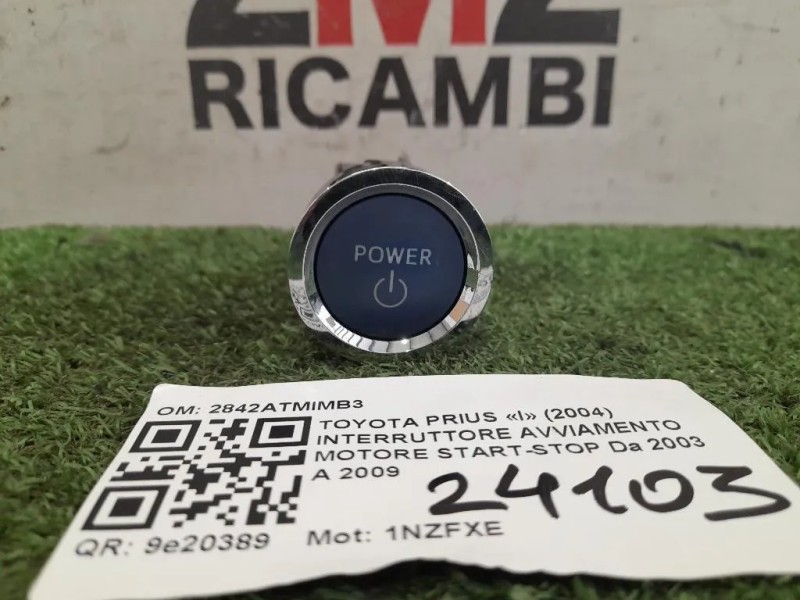 2M2
RICAMBI
POWER
OM: 2842ATMIMB3
TOYOTA PRIUS «I» (2004)
INTERRUTTORE AVVIAMENTO
MOTORE START-STOP Da 2003
A 2009
24103
QR: 9e20389
Mot: 1NZFXE